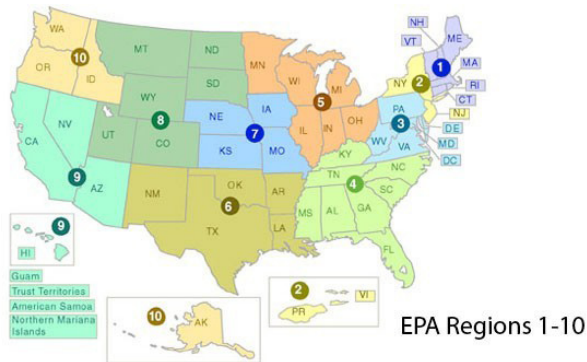 NH
WA
ME
VT
MT
ND
10
MN
1
MA
OR
ID
WI
NY
2
SD
MI
RI
WY
5
CT
PA
NJ
IA
8
NE
3
NV
IL
IN
OH
DE
7
WV
CA
UT
CO
VA
MD
KS
MO
KY
DC
NC
TN
9
4
OK
AR
SC
AZ
NM
6
MS
AL
GA
TX
LA
9
FL
HI
Guam
2
Trust Territories
VI
American Samoa
10
PR
Northern Mariana
Islands
AK
EPA Regions 1-10